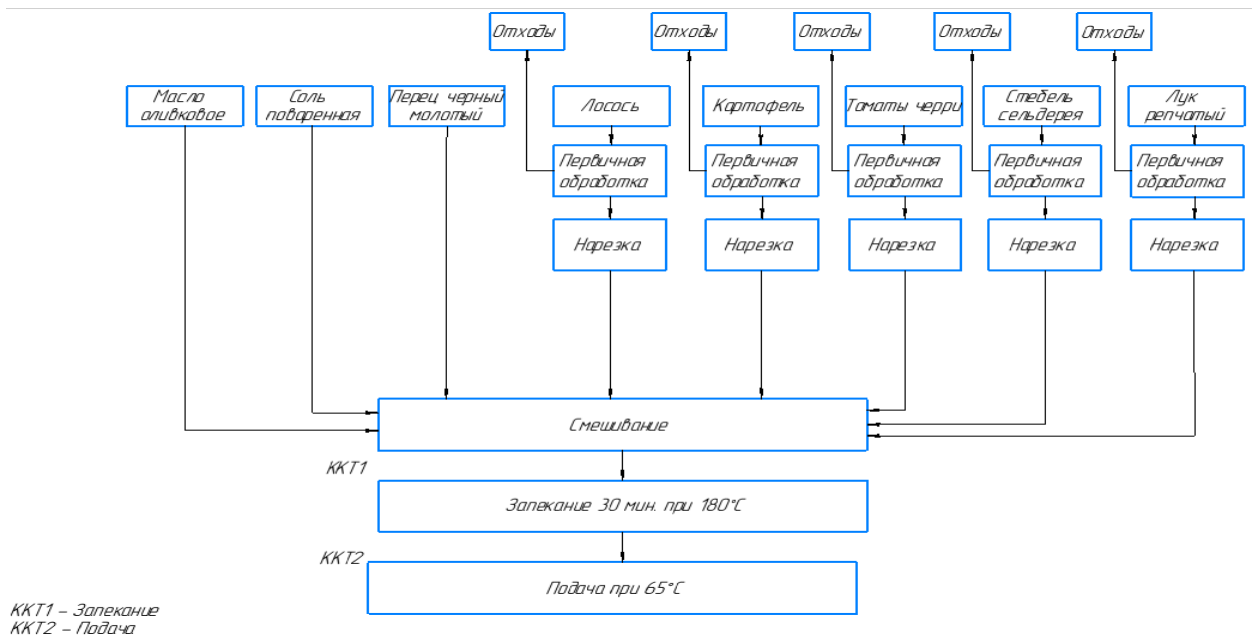 Отходы Отходы Отходы Отходы Отходы
Масло оливковое
Соль поваренная
Перец черный молотый
Лосось
Картофель
Томаты черри
Стебель сельдерея
Лук репчатый
Первичная обработка
Первичная обработка
Первичная обработка
Первичная обработка
Первичная обработка
Нарезка Нарезка Нарезка Нарезка Нарезка
Смешивание
ККТ1
Запекание 30 мин. при 180°C
ККТ2
Подача при 65°C
ККТ1 – Запекание
ККТ2 – Подача